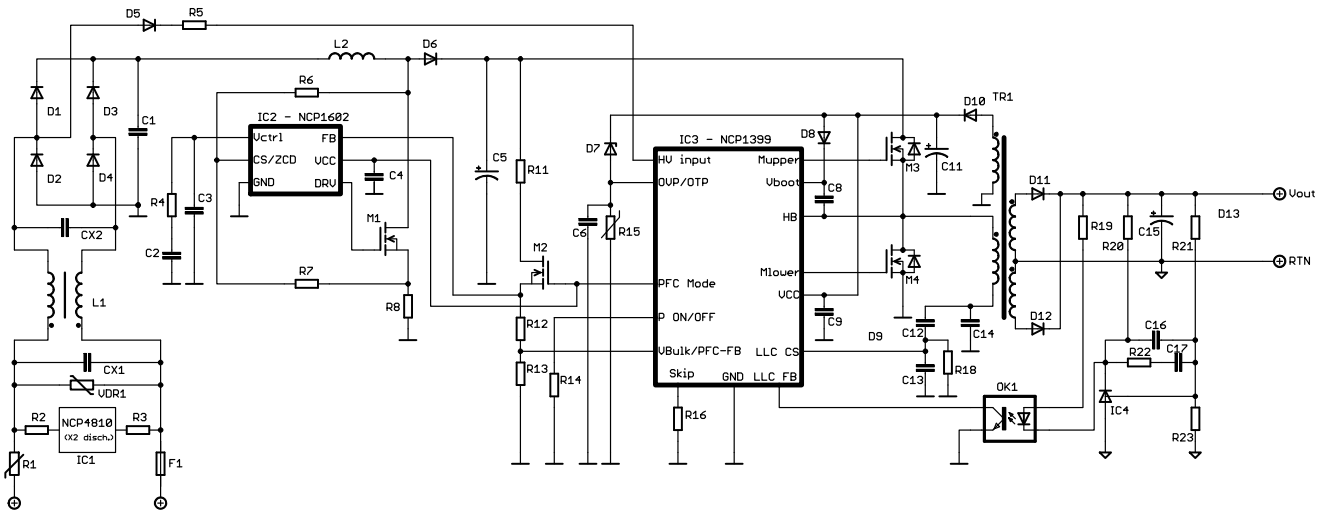 D5
R5
L2
D6
D1
D3
R6
D10
TR1
C1
IC2 - NCP1602
IC3 - NCP1399
D8
Vctrl
FB
CS/ZCD
VCC
GND
DRV
D7
HV input
Mupper
M3
C11
D2
D4
C4
C5
R11
OVP/OTP
Vboot
C8
D11
Vout
R4
C3
M1
C6
R15
HB
R19
R20
C15
R21
D13
CX2
C2
M2
Mlower
M4
RTN
R7
PFC Mode
VCC
L1
R8
C9
R12
P ON/OFF
C12
C14
D12
D9
C16
CX1
VBulk/PFC-FB
LLC CS
R22
C17
VDR1
R13
R14
Skip
GND
LLC FB
C13
R18
OK1
IC4
R2
NCP4810
(X2 disch.)
R3
R16
R23
IC1
R1
F1